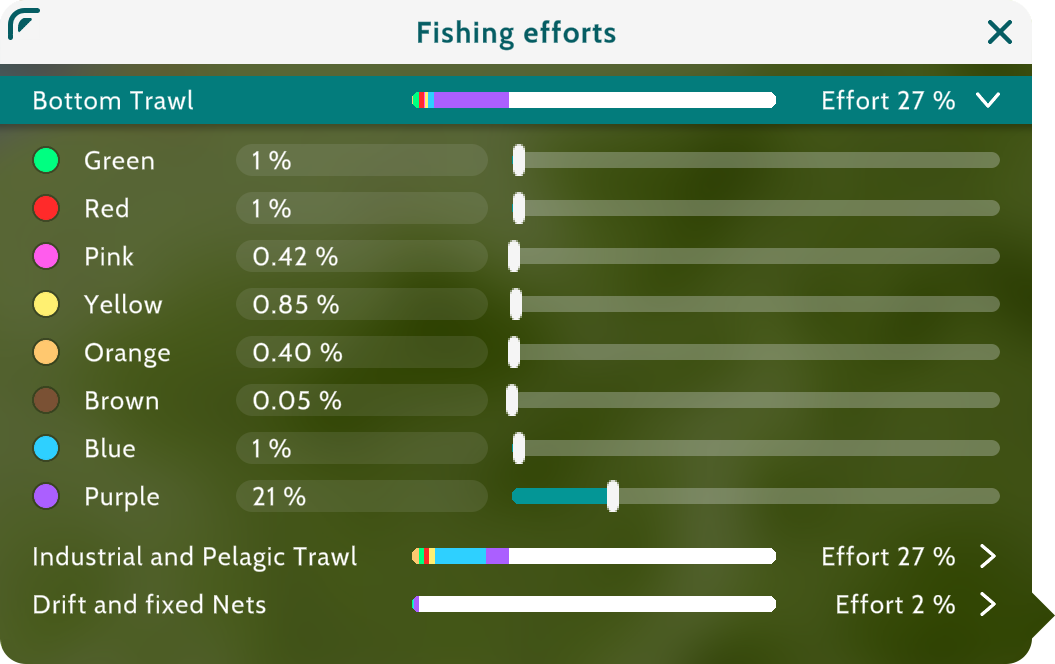 Fishing efforts
Bottom Trawl Effort 27 %
Green 1 %
Red 1 %
Pink 0.42 %
Yellow 0.85 %
Orange 0.40 %
Brown 0.05 %
Blue 1 %
Purple 21 %
Industrial and Pelagic Trawl Effort 27 %
Drift and fixed Nets Effort 2 %